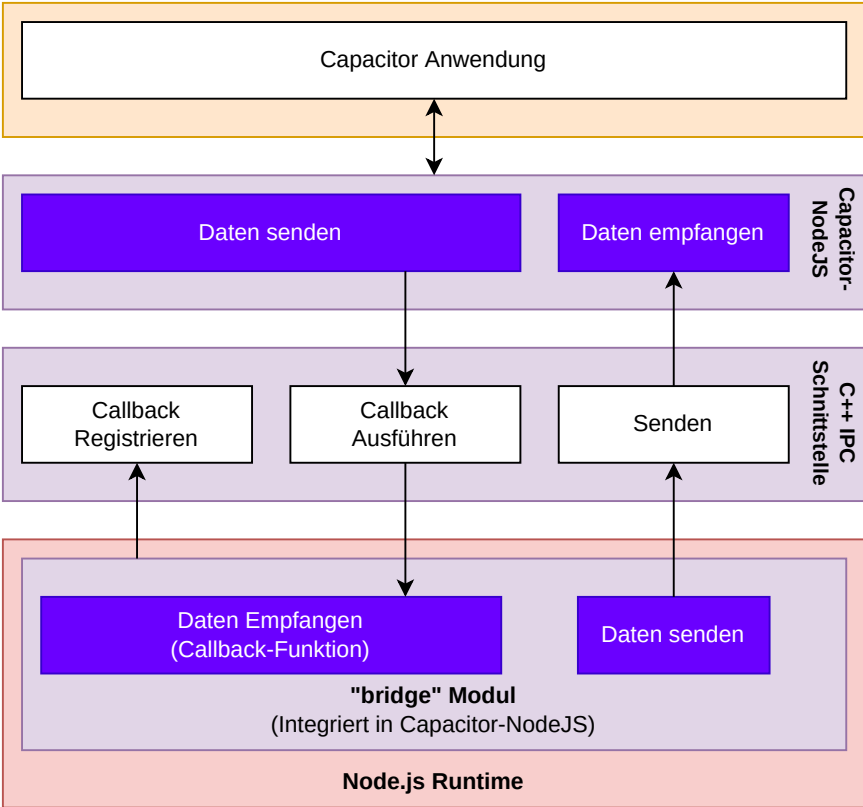 Capacitor Anwendung
Daten senden
Daten empfangen
Capacitor-
NodeJS
Callback
Registrieren
Callback
Ausführen
Senden
C++ IPC
Schnittstelle
Daten Empfangen
(Callback-Funktion)
Daten senden
"bridge" Modul
(Integriert in Capacitor-NodeJS)
Node.js Runtime